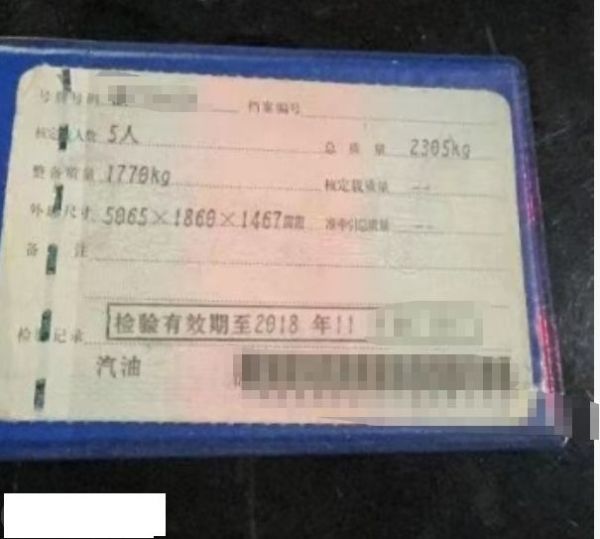 号牌号码 档案编号
核定载人数 5人 总质量 2305kg
整备质量 1770kg 核定载质量 --
外廓尺寸 5065×1860×1467 准牵引总质量 --
备注
检验记录 检验有效期至2018 年11
汽油